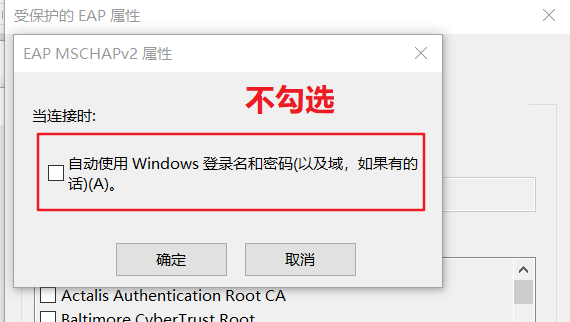 受保护的 EAP 属性
EAP MSCHAPv2 属性
不勾选
当连接时:
自动使用 Windows 登录名和密码(以及域，如果有的
话)(A)。
确定
取消
Actalis Authentication Root CA
Baltimore CyberTrust Root